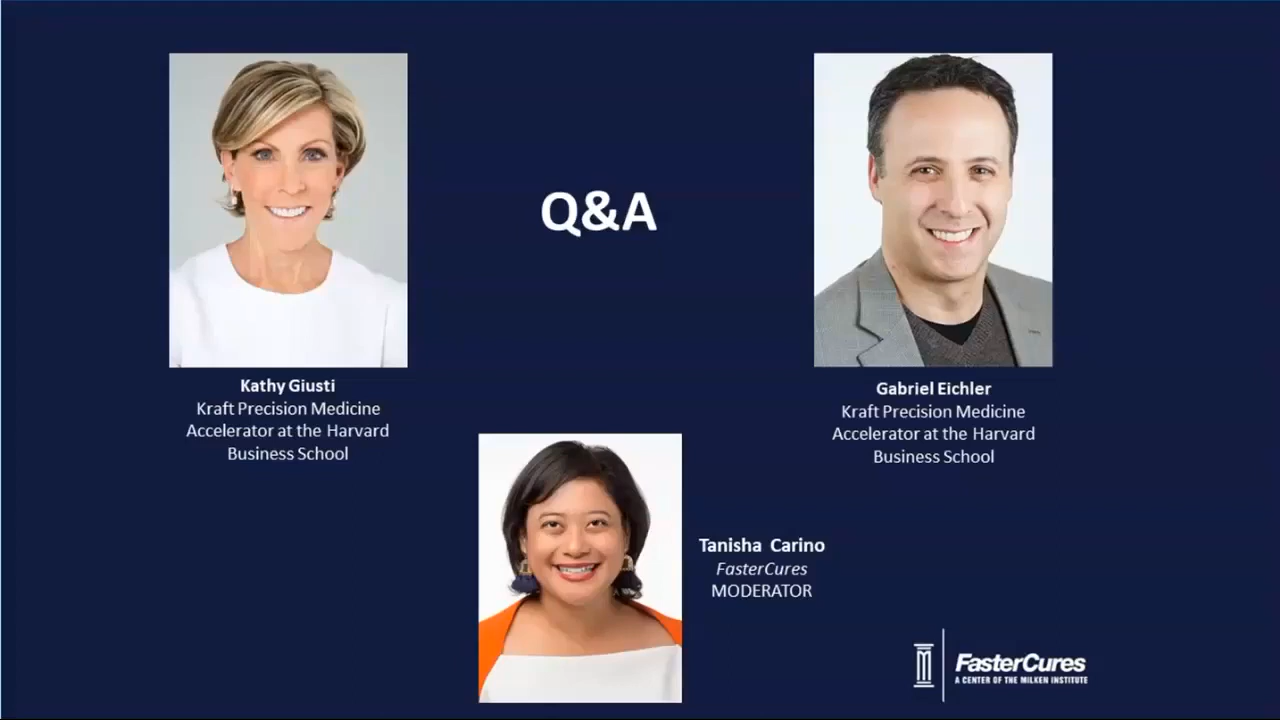 Q&A
Kathy Giusti
Kraft Precision Medicine
Accelerator at the Harvard
Business School
Gabriel Eichler
Kraft Precision Medicine
Accelerator at the Harvard
Business School
Tanisha Carino
FasterCures
MODERATOR
M
FasterCures
A CENTER OF THE MILKEN INSTITUTE